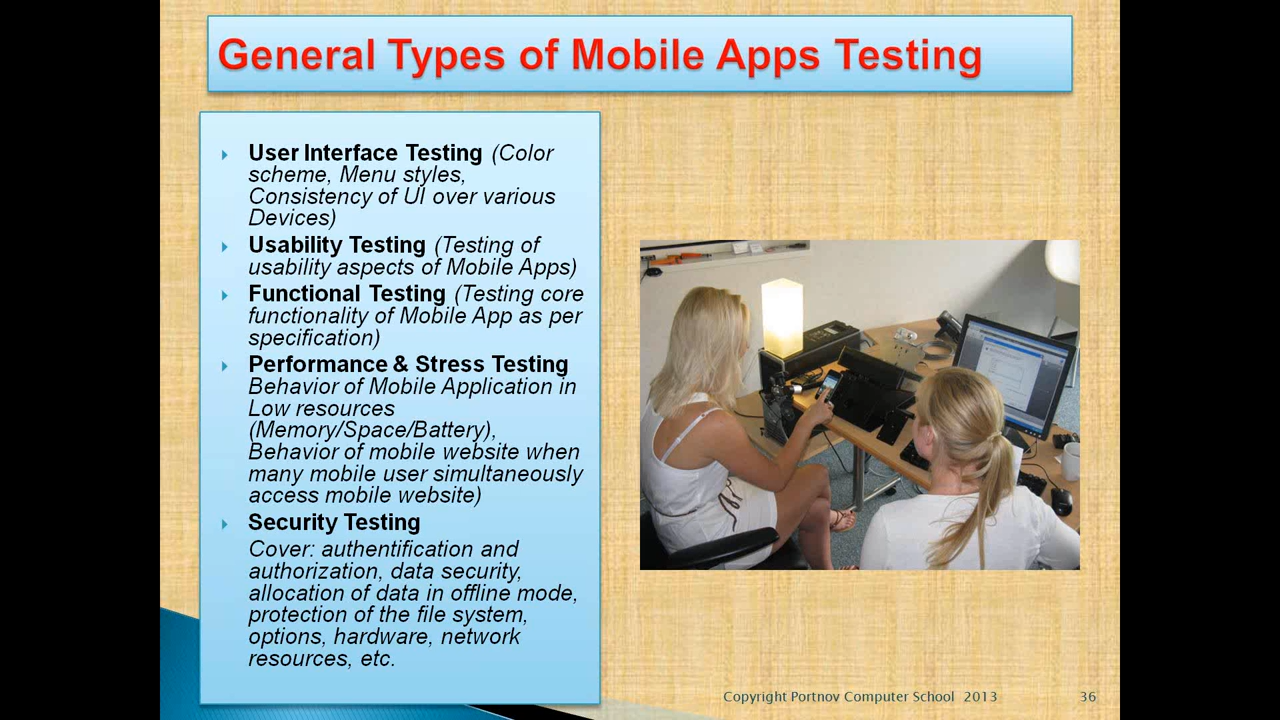 General Types of Mobile Apps Testing
User Interface Testing (Color
scheme, Menu styles,
Consistency of UI over various
Devices)
Usability Testing (Testing of
usability aspects of Mobile Apps)
Functional Testing (Testing core
functionality of Mobile App as per
specification)
Performance & Stress Testing
Behavior of Mobile Application in
Low resources
(Memory/Space/Battery),
Behavior of mobile website when
many mobile user simultaneously
access mobile website)
Security Testing
Cover: authentification and
authorization, data security,
allocation of data in offline mode,
protection of the file system,
options, hardware, network
resources, etc.
Copyright Portnov Computer School 2013
36